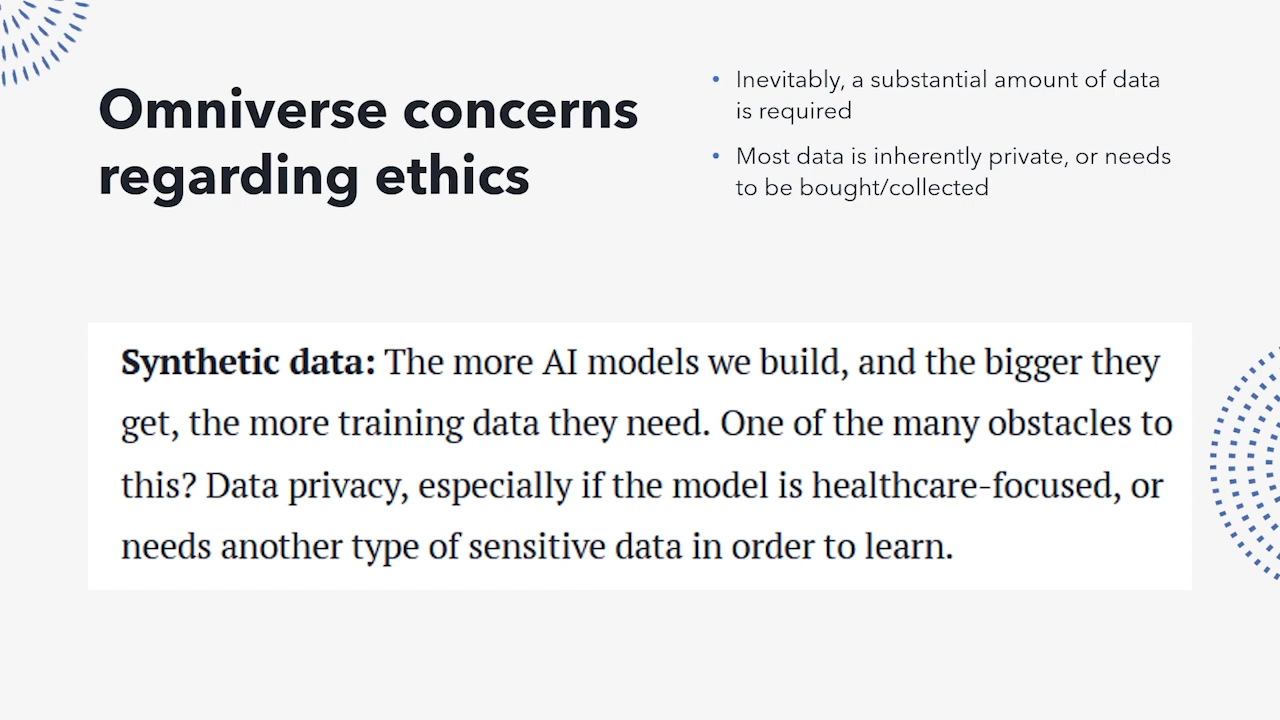 Omniverse concerns
regarding ethics
• Inevitably, a substantial amount of data
is required
• Most data is inherently private, or needs
to be bought/collected
Synthetic data: The more AI models we build, and the bigger they
get, the more training data they need. One of the many obstacles to
this? Data privacy, especially if the model is healthcare-focused, or
needs another type of sensitive data in order to learn.